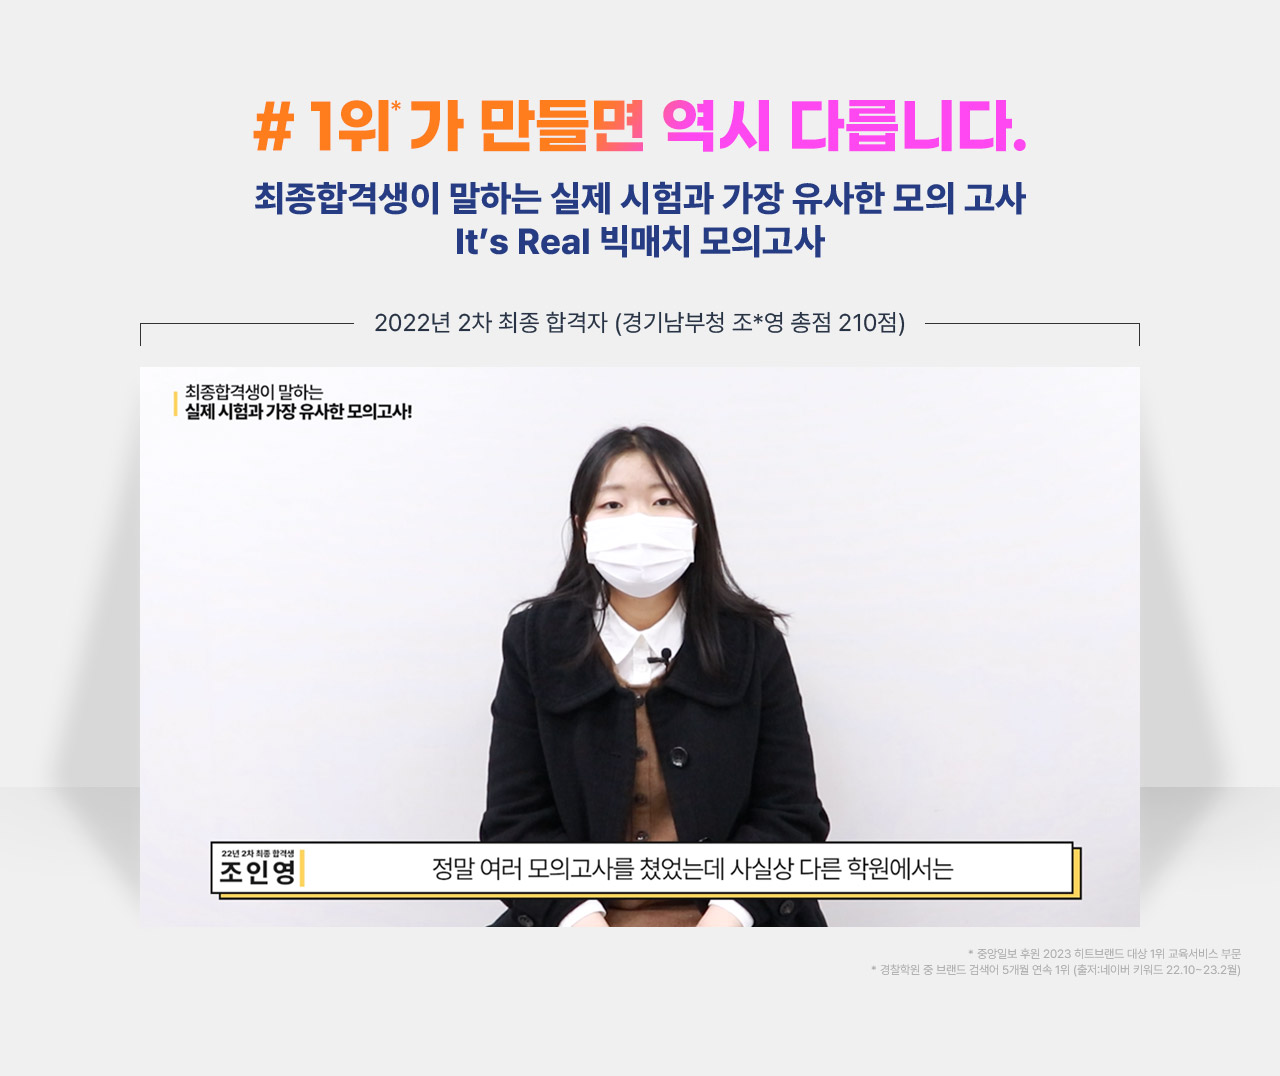 # 1위* 가 만들면 역시 다릅니다.
최종합격생이 말하는 실제 시험과 가장 유사한 모의 고사
It’s Real 빅매치 모의고사
2022년 2차 최종 합격자 (경기남부청 조*영 총점 210점)
최종합격생이 말하는
실제 시험과 가장 유사한 모의고사!
22년 2차 최종 합격생
조인영
정말 여러 모의고사를 쳤었는데 사실상 다른 학원에서는
* 중앙일보 후원 2023 히트브랜드 대상 1위 교육서비스 부문
* 경찰학원 중 브랜드 검색어 5개월 연속 1위 (출저:네이버 키워드 22.10~23.2월)